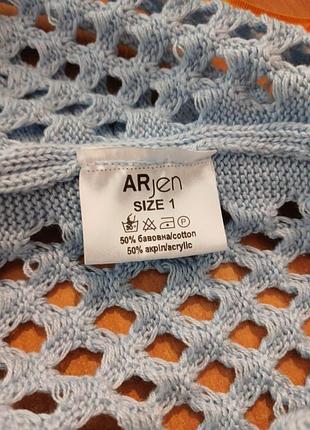 ARjen
SIZE 1
P
50% бавовна/cotton
50% акріл/acrylic